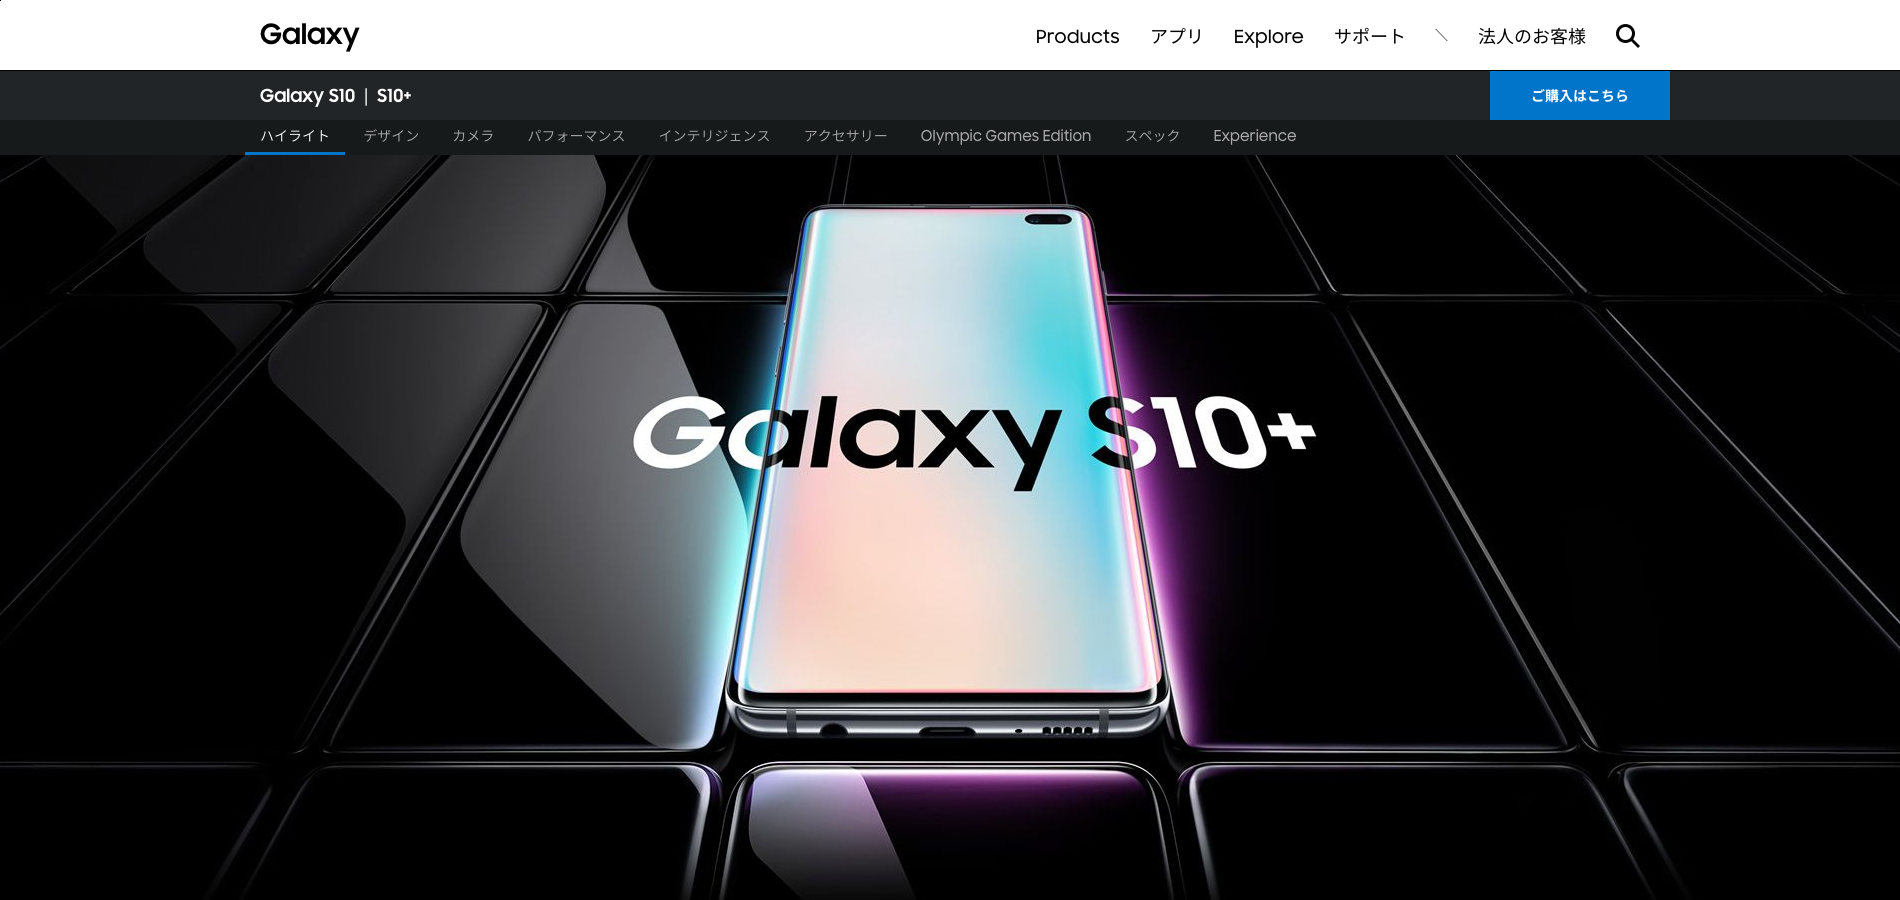 Galaxy
Products アプリ Explore サポート \ 法人のお客様
Galaxy S10 | S10+
ご購入はこちら
ハイライト デザイン カメラ パフォーマンス インテリジェンス アクセサリー Olympic Games Edition スペック Experience
Galaxy S10+